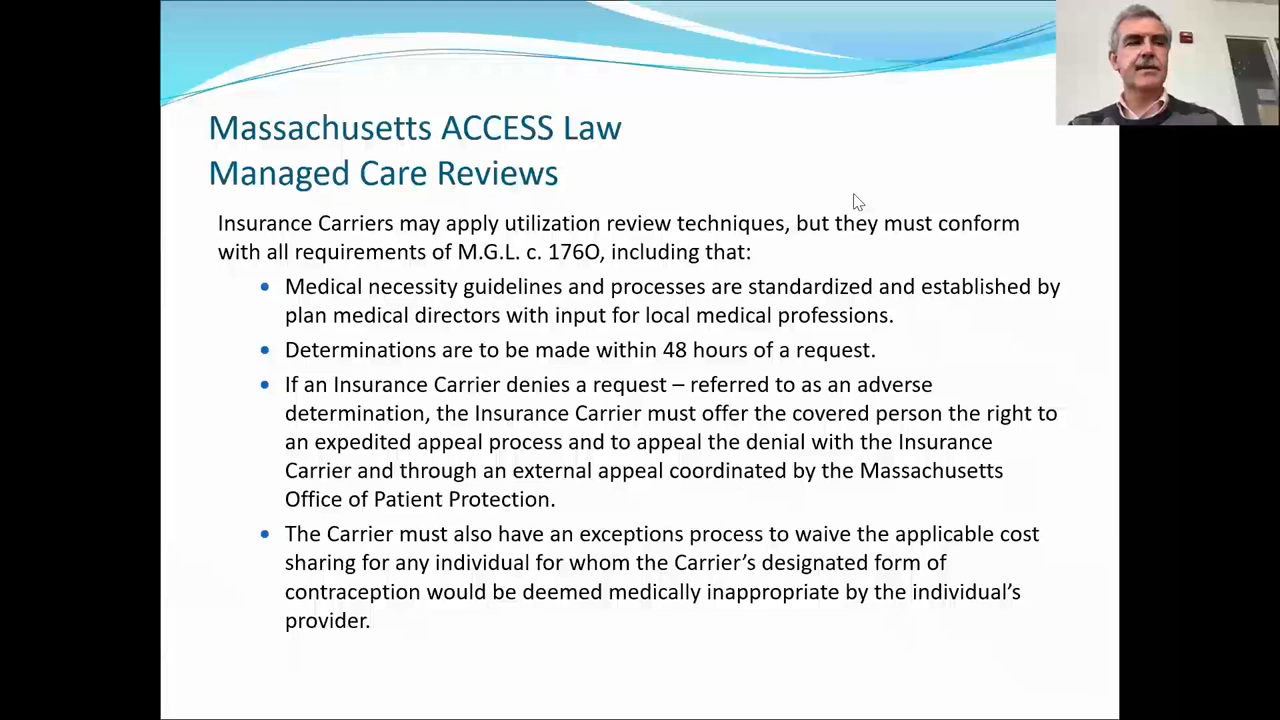 Massachusetts ACCESS Law
Managed Care Reviews
Insurance Carriers may apply utilization review techniques, but they must conform
with all requirements of M.G.L. c. 176O, including that:
• Medical necessity guidelines and processes are standardized and established by
plan medical directors with input for local medical professions.
• Determinations are to be made within 48 hours of a request.
• If an Insurance Carrier denies a request – referred to as an adverse
determination, the Insurance Carrier must offer the covered person the right to
an expedited appeal process and to appeal the denial with the Insurance
Carrier and through an external appeal coordinated by the Massachusetts
Office of Patient Protection.
• The Carrier must also have an exceptions process to waive the applicable cost
sharing for any individual for whom the Carrier’s designated form of
contraception would be deemed medically inappropriate by the individual’s
provider.